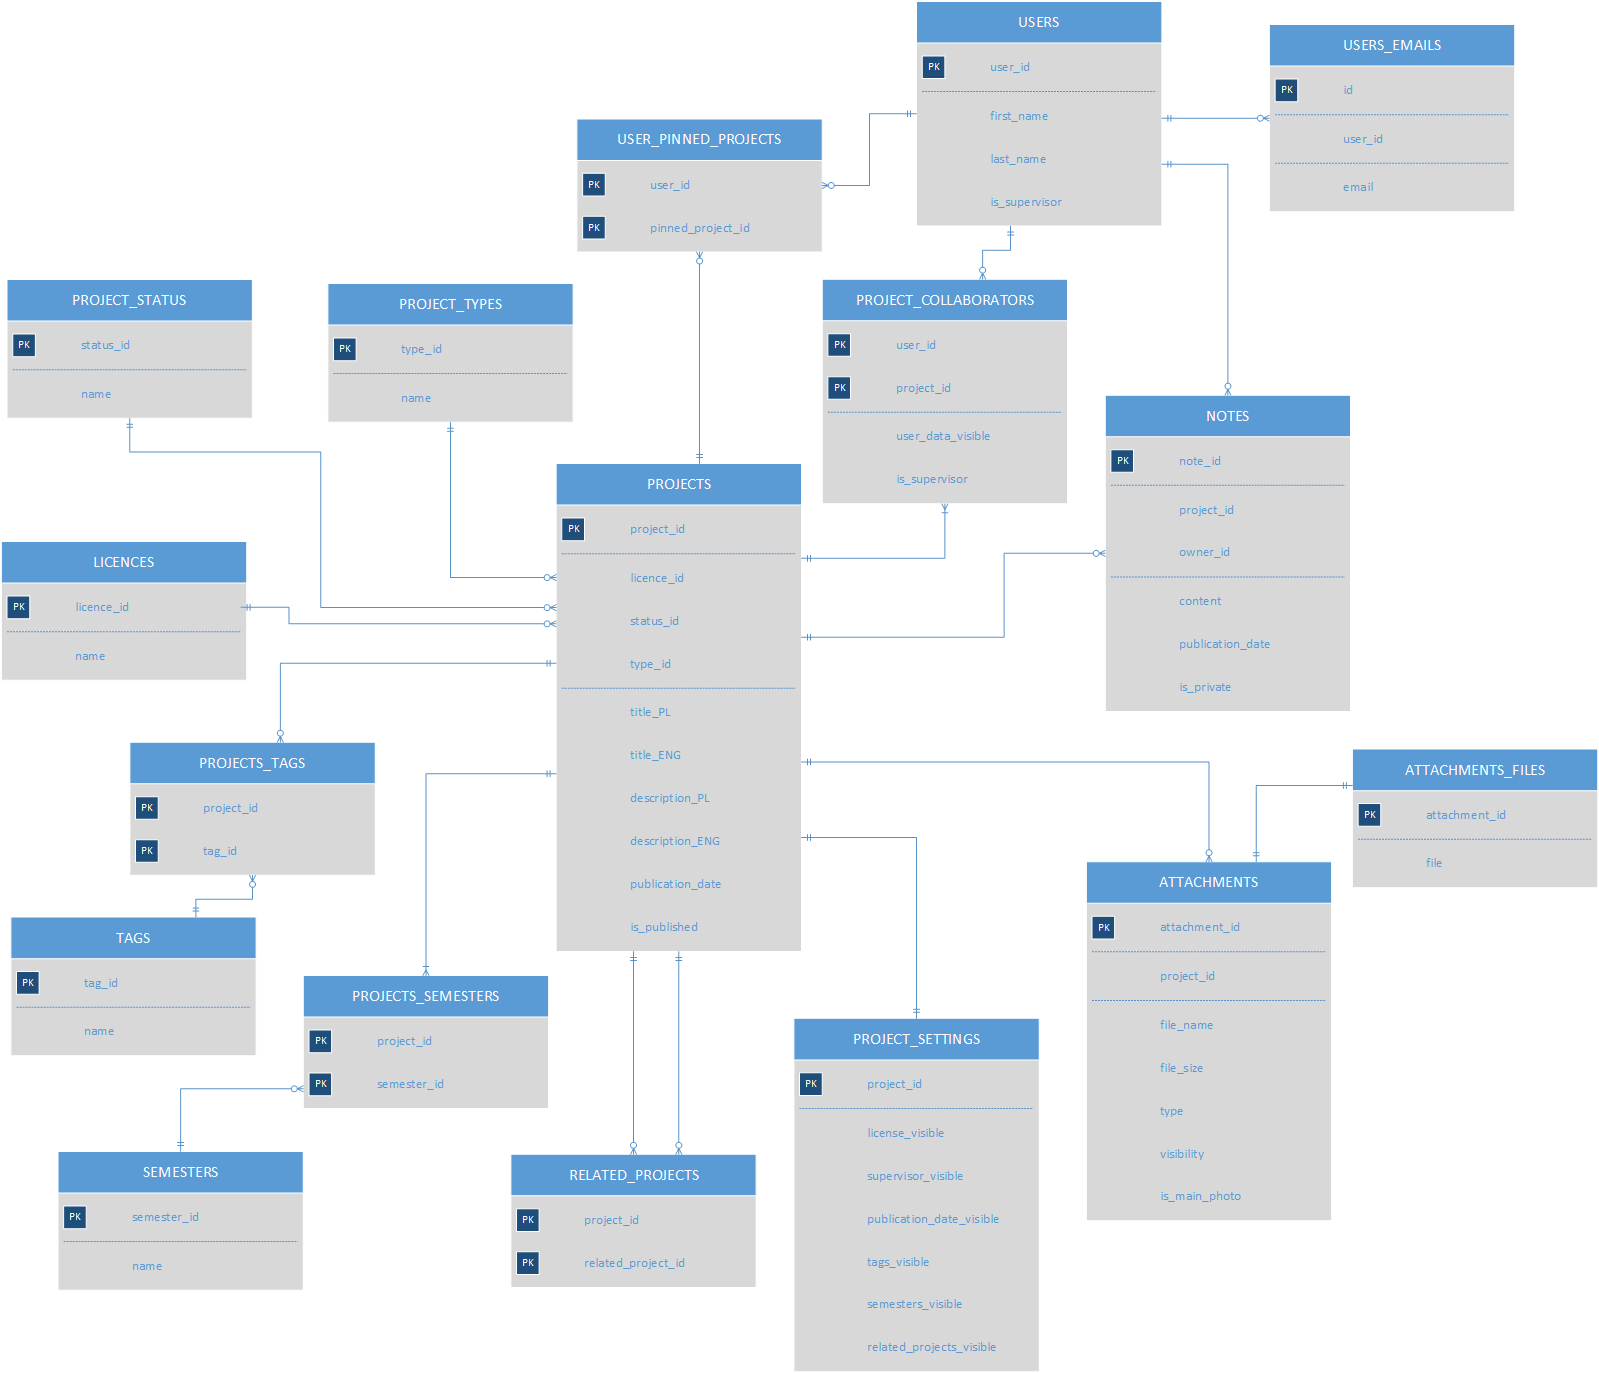 USERS
PK user_id
first_name
last_name
is_supervisor
USERS_EMAILS
PK id
user_id
email
USER_PINNED_PROJECTS
PK user_id
PK pinned_project_id
PROJECT_STATUS
PK status_id
name
PROJECT_TYPES
PK type_id
name
PROJECT_COLLABORATORS
PK user_id
PK project_id
user_data_visible
is_supervisor
NOTES
PK note_id
project_id
owner_id
content
publication_date
is_private
PROJECTS
PK project_id
licence_id
status_id
type_id
title_PL
title_ENG
description_PL
description_ENG
publication_date
is_published
LICENCES
PK licence_id
name
PROJECTS_TAGS
PK project_id
PK tag_id
ATTACHMENTS_FILES
PK attachment_id
file
ATTACHMENTS
PK attachment_id
project_id
file_name
file_size
type
visibility
is_main_photo
TAGS
PK tag_id
name
PROJECTS_SEMESTERS
PK project_id
PK semester_id
PROJECT_SETTINGS
PK project_id
license_visible
supervisor_visible
publication_date_visible
tags_visible
semesters_visible
related_projects_visible
SEMESTERS
PK semester_id
name
RELATED_PROJECTS
PK project_id
PK related_project_id